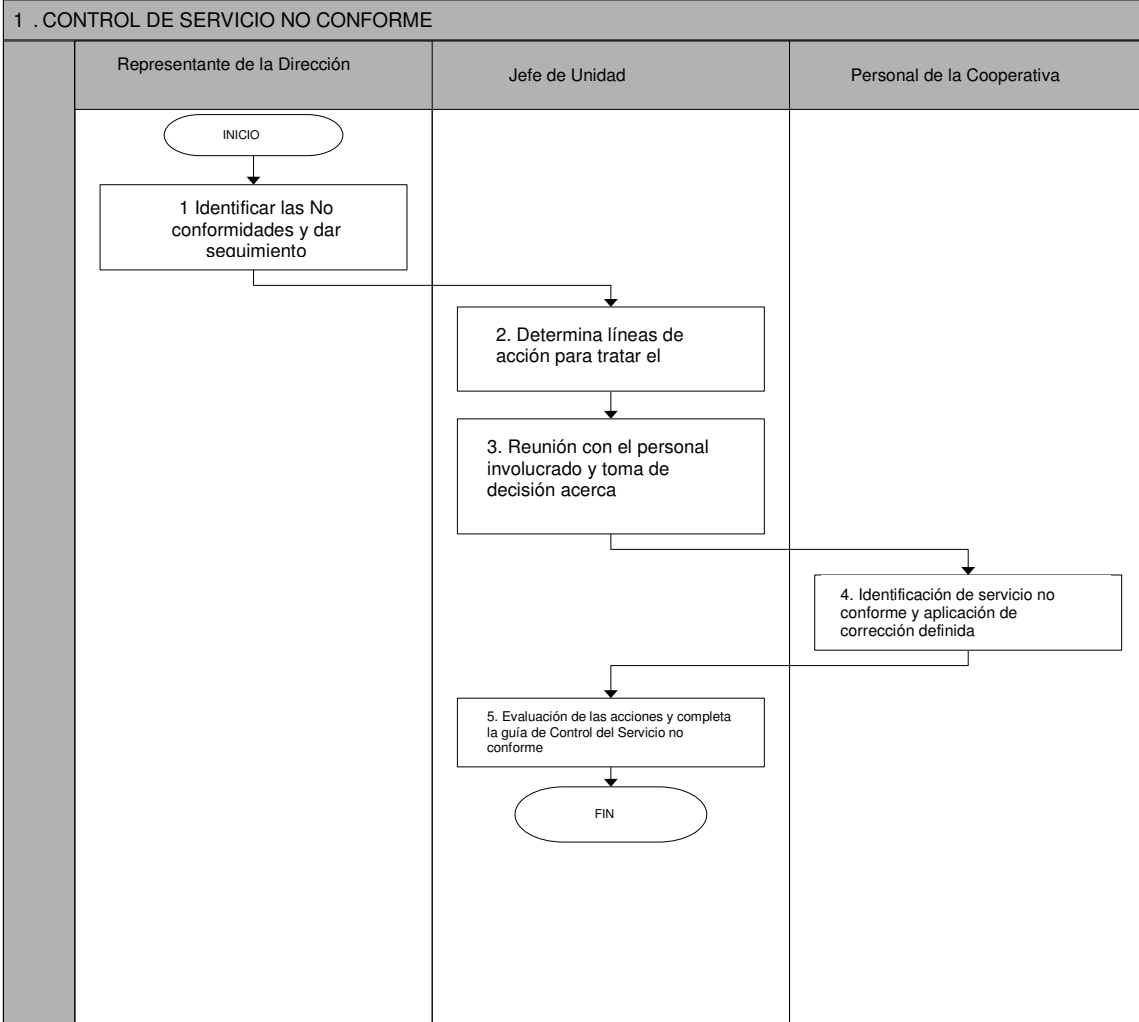 1 . CONTROL DE SERVICIO NO CONFORME
Representante de la Dirección
Jefe de Unidad
Personal de la Cooperativa
INICIO
1 Identificar las No
conformidades y dar
seguimiento
2. Determina líneas de
acción para tratar el
3. Reunión con el personal
involucrado y toma de
decisión acerca
4. Identificación de servicio no
conforme y aplicación de
corrección definida
5. Evaluación de las acciones y completa
la guía de Control del Servicio no
conforme
FIN